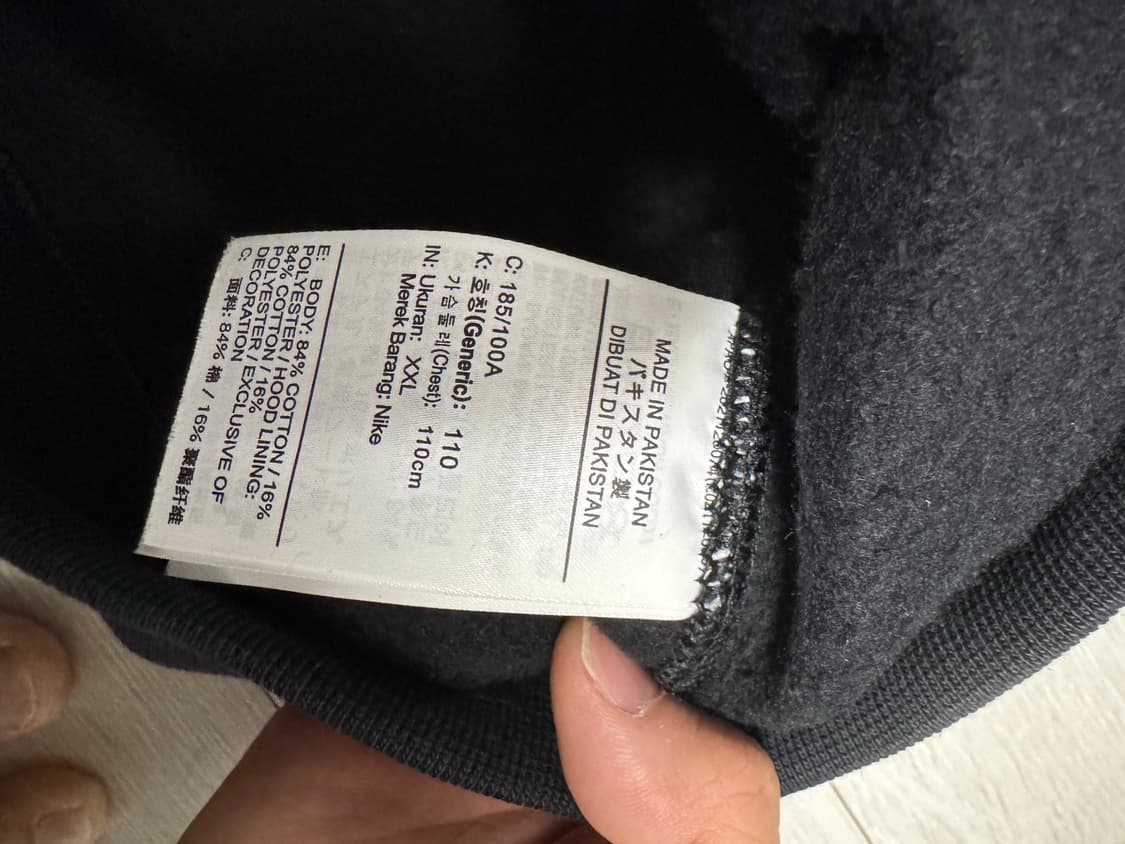 MADE IN PAKISTAN
パキスタン製
DIBUAT DI PAKISTAN
C: 185/100A
K: 호칭(Generic): 110
가슴둘레(Chest): 110cm
IN: Ukuran: XXL
Merek Barang: Nike
E: BODY: 84% COTTON / 16%
POLYESTER / HOOD LINING:
84% COTTON / 16%
POLYESTER / EXCLUSIVE OF
DECORATION
C: 面料: 84% 棉 / 16% 聚酯纤维